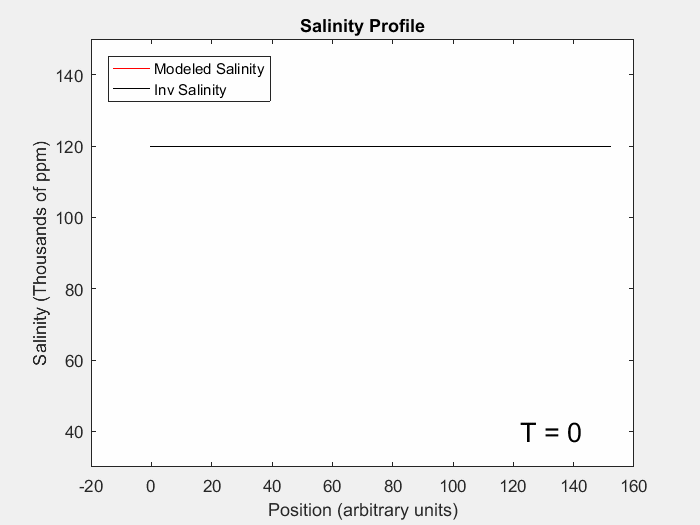 Salinity Profile
Modeled Salinity
Inv Salinity
Salinity (Thousands of ppm)
140
120
100
80
60
40
T = 0
-20 0 20 40 60 80 100 120 140 160
Position (arbitrary units)